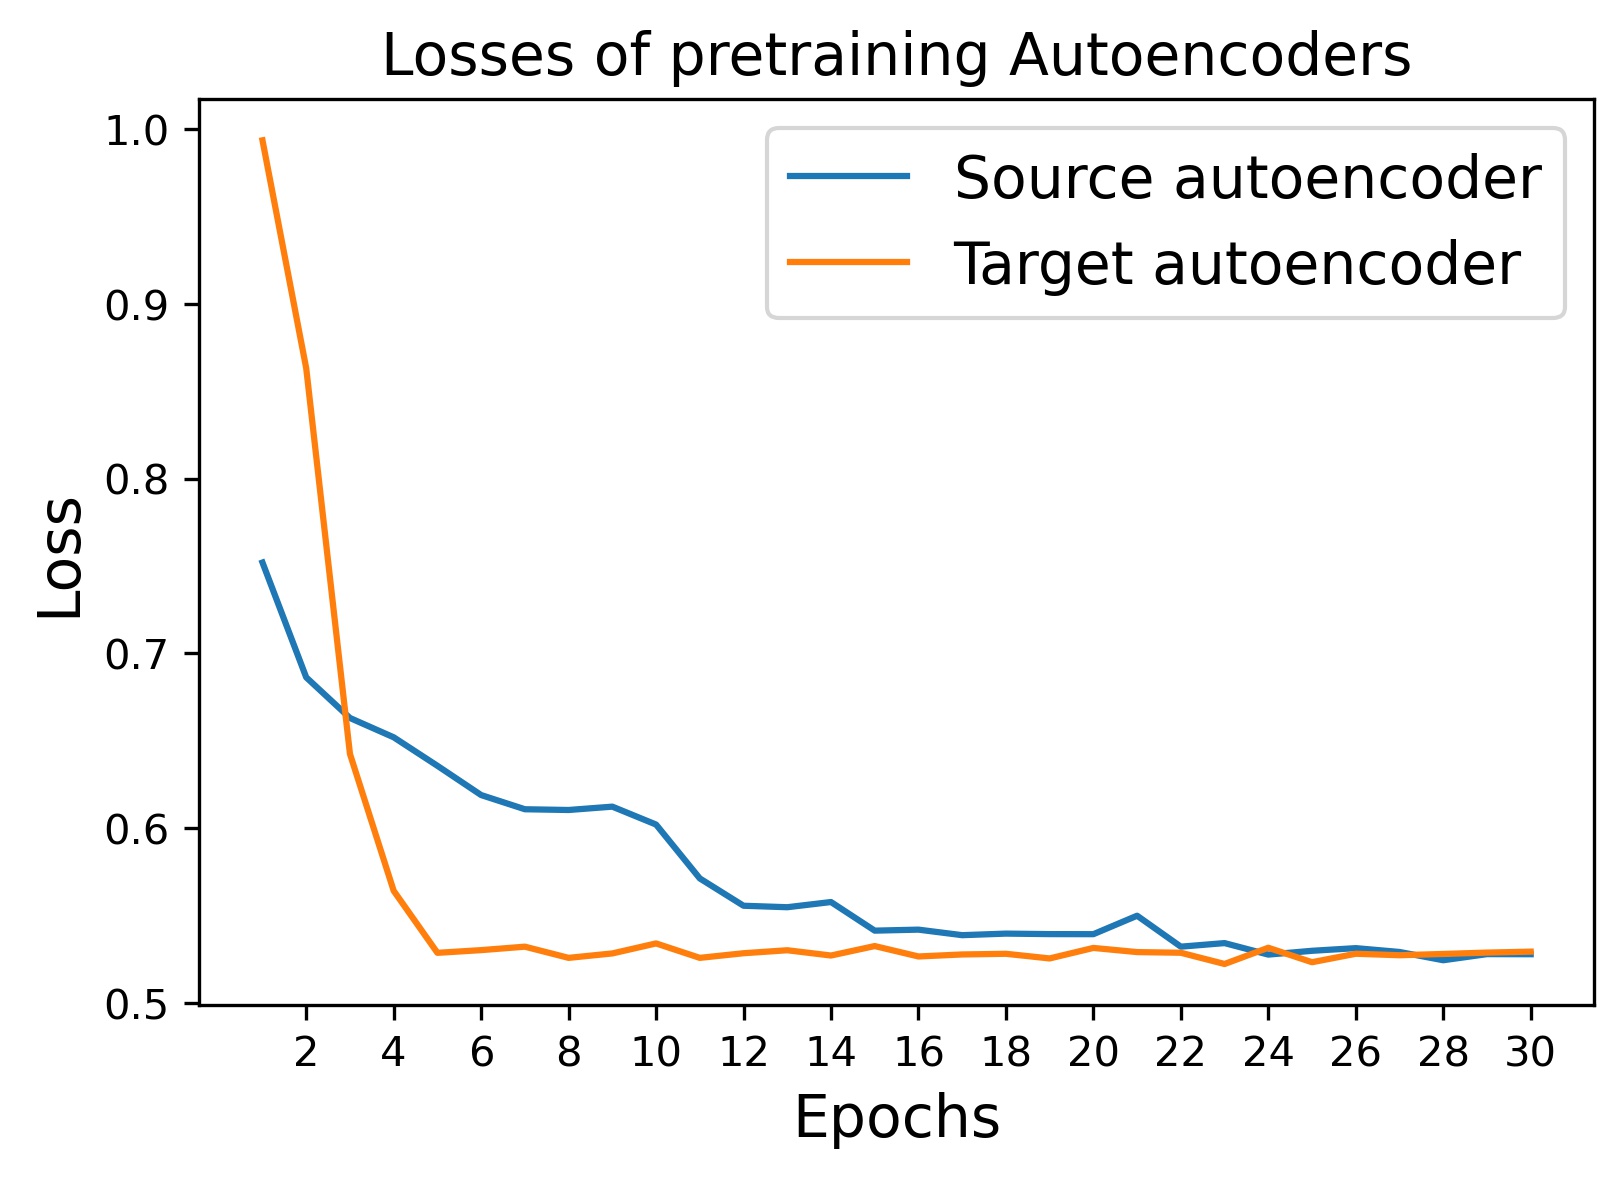 Losses of pretraining Autoencoders
1.0
0.9
0.8
0.7
0.6
0.5
Loss
Source autoencoder
Target autoencoder
2 4 6 8 10 12 14 16 18 20 22 24 26 28 30
Epochs